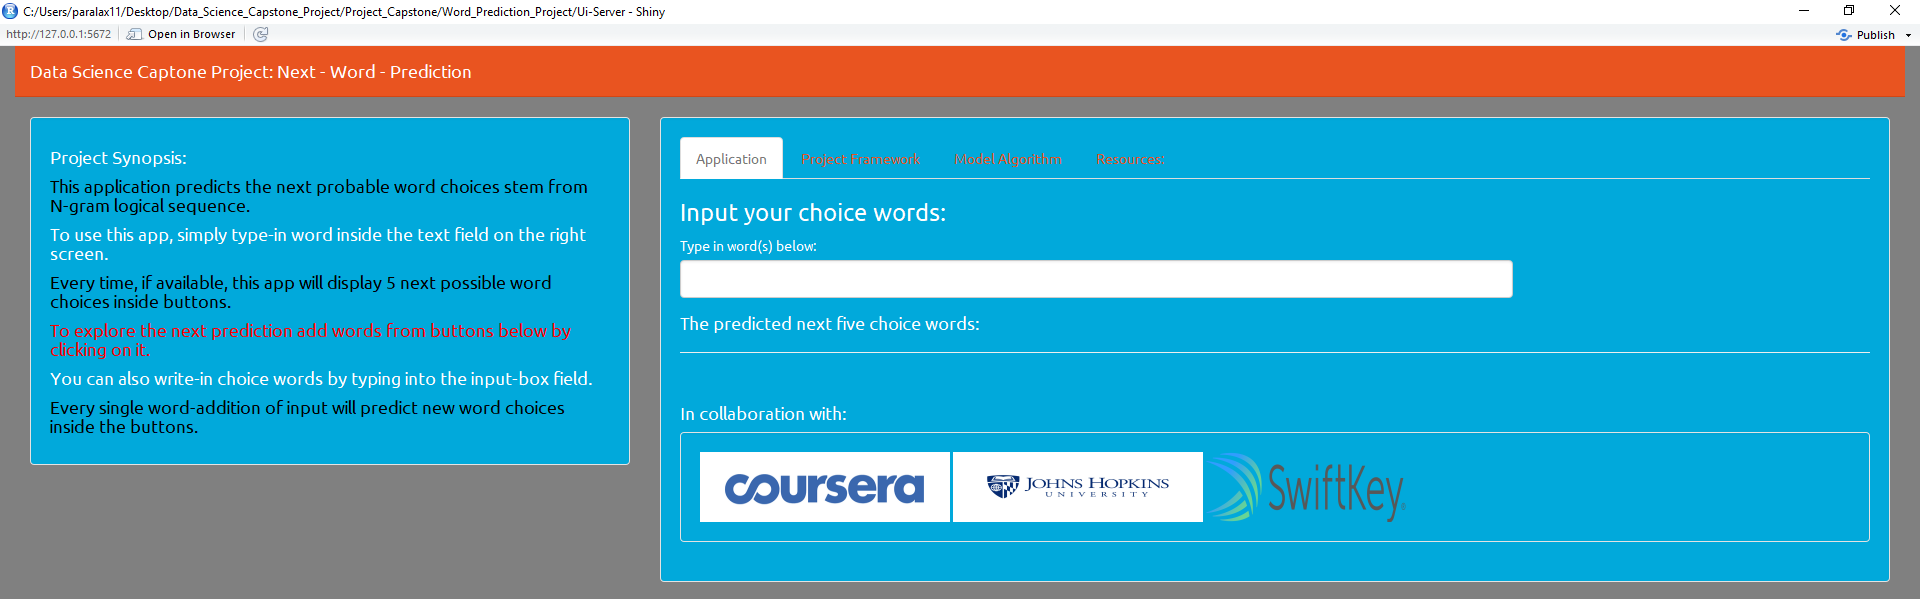 C:/Users/paralax11/Desktop/Data_Science_Capstone_Project/Project_Capstone/Word_Prediction_Project/Ui-Server - Shiny
http://127.0.0.1:5672 Open in Browser Publish
Data Science Captone Project: Next - Word - Prediction
Project Synopsis:
This application predicts the next probable word choices stem from
N-gram logical sequence.
To use this app, simply type-in word inside the text field on the right
screen.
Every time, if available, this app will display 5 next possible word
choices inside buttons.
To explore the next prediction add words from buttons below by
clicking on it.
You can also write-in choice words by typing into the input-box field.
Every single word-addition of input will predict new word choices
inside the buttons.
Application Project Framework Model Algorithm Resources:
Input your choice words:
Type in word(s) below:
The predicted next five choice words:
In collaboration with:
coursera
JOHNS HOPKINS
UNIVERSITY
SwiftKey